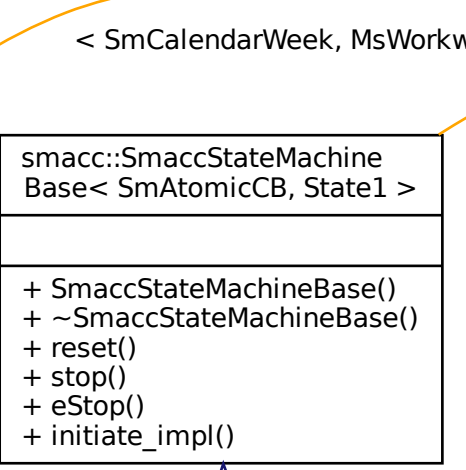 < SmCalendarWeek, MsWorkw
smacc::SmaccStateMachine
Base< SmAtomicCB, State1 >
+ SmaccStateMachineBase()
+ ~SmaccStateMachineBase()
+ reset()
+ stop()
+ eStop()
+ initiate_impl()